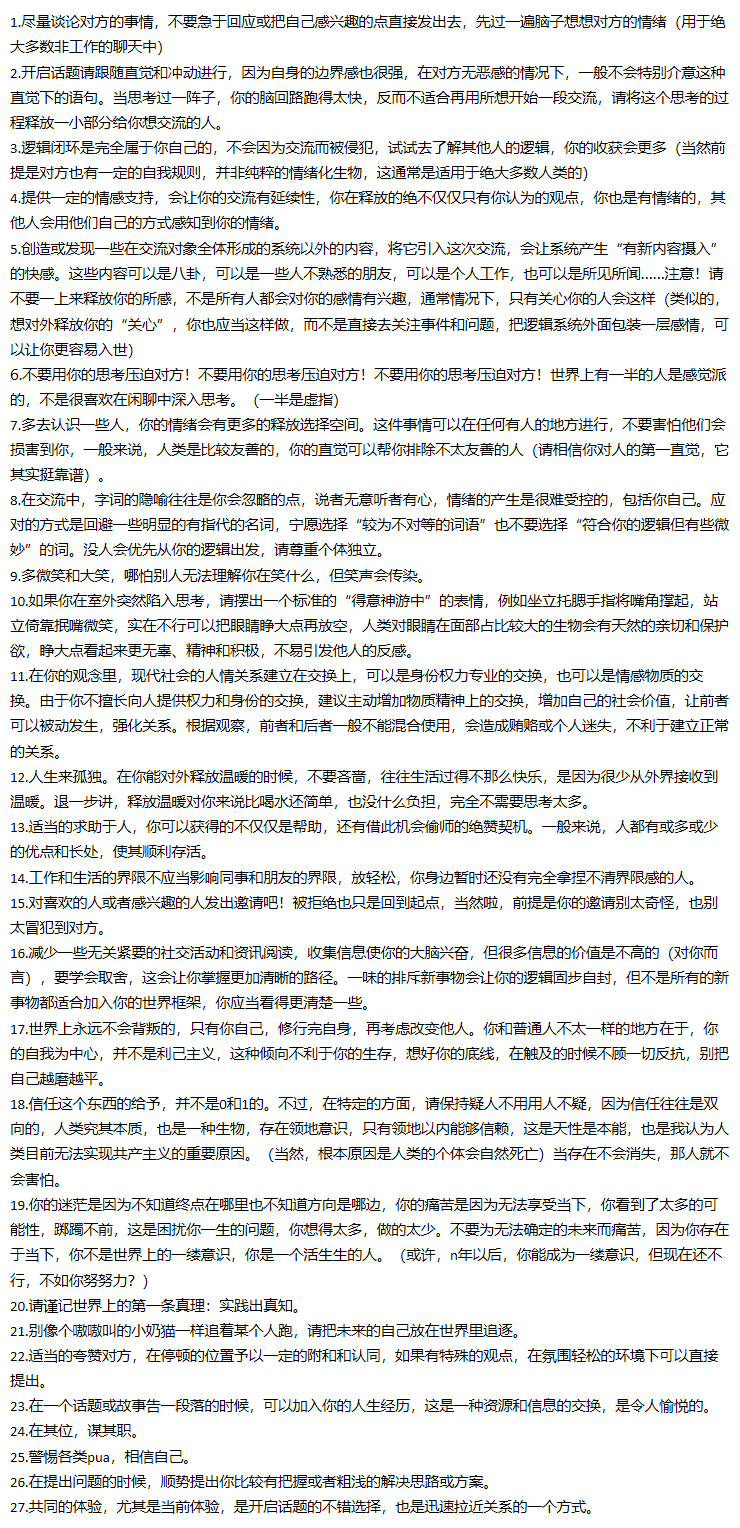 1.尽量谈论对方的事情，不要急于回应或把自己感兴趣的点直接发出去，先过一遍脑子想想对方的情绪（用于绝
大多数非工作的聊天中）
2.开启话题请跟随直觉和冲动进行，因为自身的边界感也很强，在对方无恶感的情况下，一般不会特别介意这种
直觉下的语句。当思考过一阵子，你的脑回路跑得太快，反而不适合再用所想开始一段交流，请将这个思考的过
程释放一小部分给你想交流的人。
3.逻辑闭环是完全属于你自己的，不会因为交流而被侵犯，试试去了解其他人的逻辑，你的收获会更多（当然前
提是对方也有一定的自我规则，并非纯粹的情绪化生物，这通常是适用于绝大多数人类的）
4.提供一定的情感支持，会让你的交流有延续性，你在释放的绝不仅仅只有你认为的观点，你也是有情绪的，其
他人会用他们自己的方式感知到你的情绪。
5.创造或发现一些在交流对象全体形成的系统以外的内容，将它引入这次交流，会让系统产生“有新内容摄入”
的快感。这些内容可以是八卦，可以是一些人不熟悉的朋友，可以是个人工作，也可以是所见所闻......注意！请
不要一上来释放你的所感，不是所有人都会对你的感情有兴趣，通常情况下，只有关心你的人会这样（类似的，
想对外释放你的“关心”，你也应当这样做，而不是直接去关注事件和问题，把逻辑系统外面包装一层感情，可
以让你更容易入世）
6.不要用你的思考压迫对方！不要用你的思考压迫对方！不要用你的思考压迫对方！世界上有一半的人是感觉派
的，不是很喜欢在闲聊中深入思考。（一半是虚指）
7.多去认识一些人，你的情绪会有更多的释放选择空间。这件事情可以在任何有人的地方进行，不要害怕他们会
损害到你，一般来说，人类是比较友善的，你的直觉可以帮你排除不太友善的人（请相信你对人的第一直觉，它
其实挺靠谱）。
8.在交流中，字词的隐喻往往是你会忽略的点，说者无意听者有心，情绪的产生是很难受控的，包括你自己。应
对的方式是回避一些明显的有指代的名词，宁愿选择“较为不对等的词语”也不要选择“符合你的逻辑但有些微
妙”的词。没人会优先从你的逻辑出发，请尊重个体独立。
9.多微笑和大笑，哪怕别人无法理解你在笑什么，但笑声会传染。
10.如果你在室外突然陷入思考，请摆出一个标准的“得意神游中”的表情，例如坐立托腮手指将嘴角撑起，站
立倚靠抿嘴微笑，实在不行可以把眼睛睁大点再放空，人类对眼睛在面部占比较大的生物会有天然的亲切和保护
欲，睁大点看起来更无辜、精神和积极，不易引发他人的反感。
11.在你的观念里，现代社会的人情关系建立在交换上，可以是身份权力专业的交换，也可以是情感物质的交
换。由于你不擅长向人提供权力和身份的交换，建议主动增加物质精神上的交换，增加自己的社会价值，让前者
可以被动发生，强化关系。根据观察，前者和后者一般不能混合使用，会造成贿赂或个人迷失，不利于建立正常
的关系。
12.人生来孤独。在你能对外释放温暖的时候，不要吝啬，往往生活过得不那么快乐，是因为很少从外界接收到
温暖。退一步讲，释放温暖对你来说比喝水还简单，也没什么负担，完全不需要思考太多。
13.适当的求助于人，你可以获得的不仅仅是帮助，还有借此机会偷师的绝赞契机。一般来说，人都有或多或少
的优点和长处，使其顺利存活。
14.工作和生活的界限不应当影响同事和朋友的界限，放轻松，你身边暂时还没有完全拿捏不清界限感的人。
15.对喜欢的人或者感兴趣的人发出邀请吧！被拒绝也只是回到起点，当然啦，前提是你的邀请别太奇怪，也别
太冒犯到对方。
16.减少一些无关紧要的社交活动和资讯阅读，收集信息使你的大脑兴奋，但很多信息的价值是不高的（对你而
言），要学会取舍，这会让你掌握更加清晰的路径。一味的排斥新事物会让你的逻辑固步自封，但不是所有的新
事物都适合加入你的世界框架，你应当看得更清楚一些。
17.世界上永远不会背叛的，只有你自己，修行完自身，再考虑改变他人。你和普通人不太一样的地方在于，你
的自我为中心，并不是利己主义，这种倾向不利于你的生存，想好你的底线，在触及的时候不顾一切反抗，别把
自己越磨越平。
18.信任这个东西的给予，并不是0和1的。不过，在特定的方面，请保持疑人不用用人不疑，因为信任往往是双
向的，人类究其本质，也是一种生物，存在领地意识，只有领地以内能够信赖，这是天性是本能，也是我认为人
类目前无法实现共产主义的重要原因。（当然，根本原因是人类的个体会自然死亡）当存在不会消失，那人就不
会害怕。
19.你的迷茫是因为不知道终点在哪里也不知道方向是哪边，你的痛苦是因为无法享受当下，你看到了太多的可
能性，踯躅不前，这是困扰你一生的问题，你想得太多，做的太少。不要为无法确定的未来而痛苦，因为你存在
于当下，你不是世界上的一缕意识，你是一个活生生的人。（或许，n年以后，你能成为一缕意识，但现在还不
行，不如你努努力？）
20.请谨记世界上的第一条真理：实践出真知。
21.别像个嗷嗷叫的小奶猫一样追着某个人跑，请把未来的自己放在世界里追逐。
22.适当的夸赞对方，在停顿的位置予以一定的附和和认同，如果有特殊的观点，在氛围轻松的环境下可以直接
提出。
23.在一个话题或故事告一段落的时候，可以加入你的人生经历，这是一种资源和信息的交换，是令人愉悦的。
24.在其位，谋其职。
25.警惕各类pua，相信自己。
26.在提出问题的时候，顺势提出你比较有把握或者粗浅的解决思路或方案。
27.共同的体验，尤其是当前体验，是开启话题的不错选择，也是迅速拉近关系的一个方式。